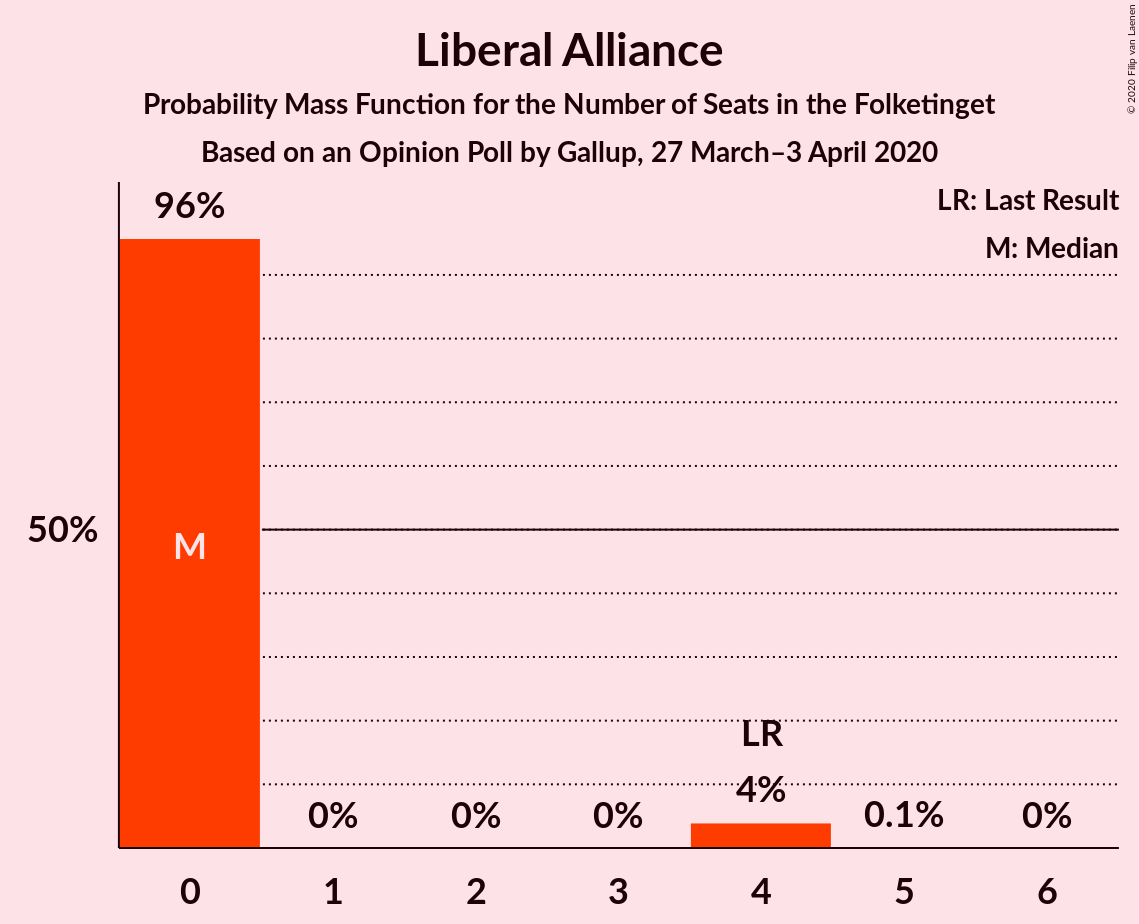 Liberal Alliance
Probability Mass Function for the Number of Seats in the Folketinget
Based on an Opinion Poll by Gallup, 27 March–3 April 2020
© 2020 Filip van Laenen
LR: Last Result
M: Median
96%
50%
M
LR
0%
0%
0%
4%
0.1%
0%
0
1
2
3
4
5
6